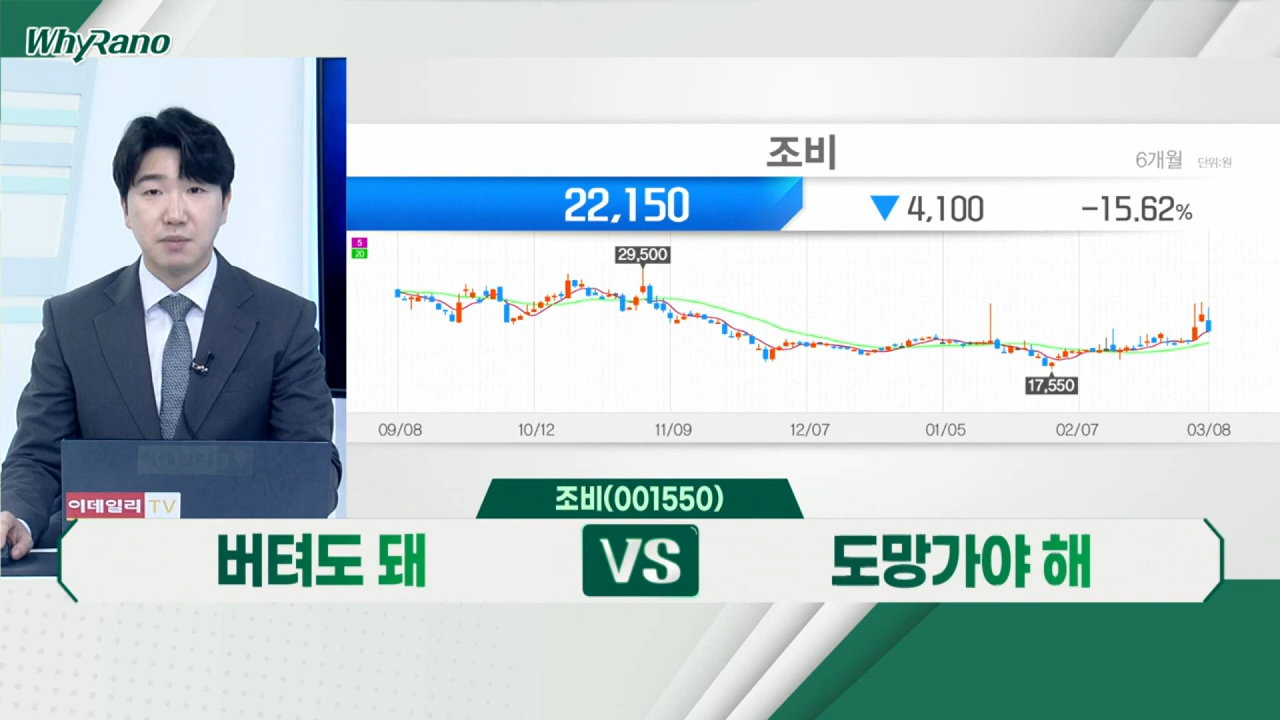 WhyRano
조비
6개월 단위:원
22,150 ▼ 4,100 -15.62%
5
20
29,500
17,550
09/08 10/12 11/09 12/07 01/05 02/07 03/08
이데일리 TV
조비(001550)
버텨도 돼 VS 도망가야 해